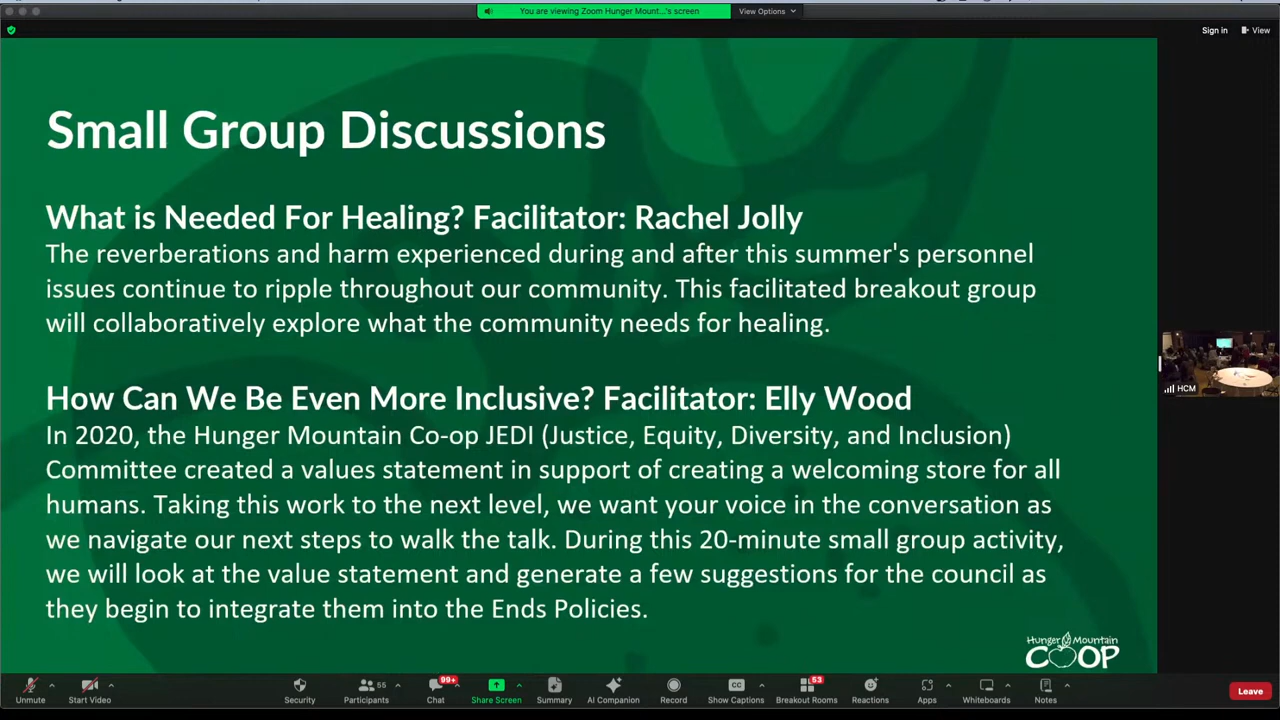 You are viewing Zoom Hunger Mount...'s screen
View Options
Sign in
View
Small Group Discussions
What is Needed For Healing? Facilitator: Rachel Jolly
The reverberations and harm experienced during and after this summer's personnel
issues continue to ripple throughout our community. This facilitated breakout group
will collaboratively explore what the community needs for healing.
How Can We Be Even More Inclusive? Facilitator: Elly Wood
In 2020, the Hunger Mountain Co-op JEDI (Justice, Equity, Diversity, and Inclusion)
Committee created a values statement in support of creating a welcoming store for all
humans. Taking this work to the next level, we want your voice in the conversation as
we navigate our next steps to walk the talk. During this 20-minute small group activity,
we will look at the value statement and generate a few suggestions for the council as
they begin to integrate them into the Ends Policies.
HCM
Hunger Mountain
COOP
55
99+
CC
53
Unmute
Start Video
Security
Participants
Chat
Share Screen
Summary
AI Companion
Record
Show Captions
Breakout Rooms
Reactions
Apps
Whiteboards
Notes
Leave